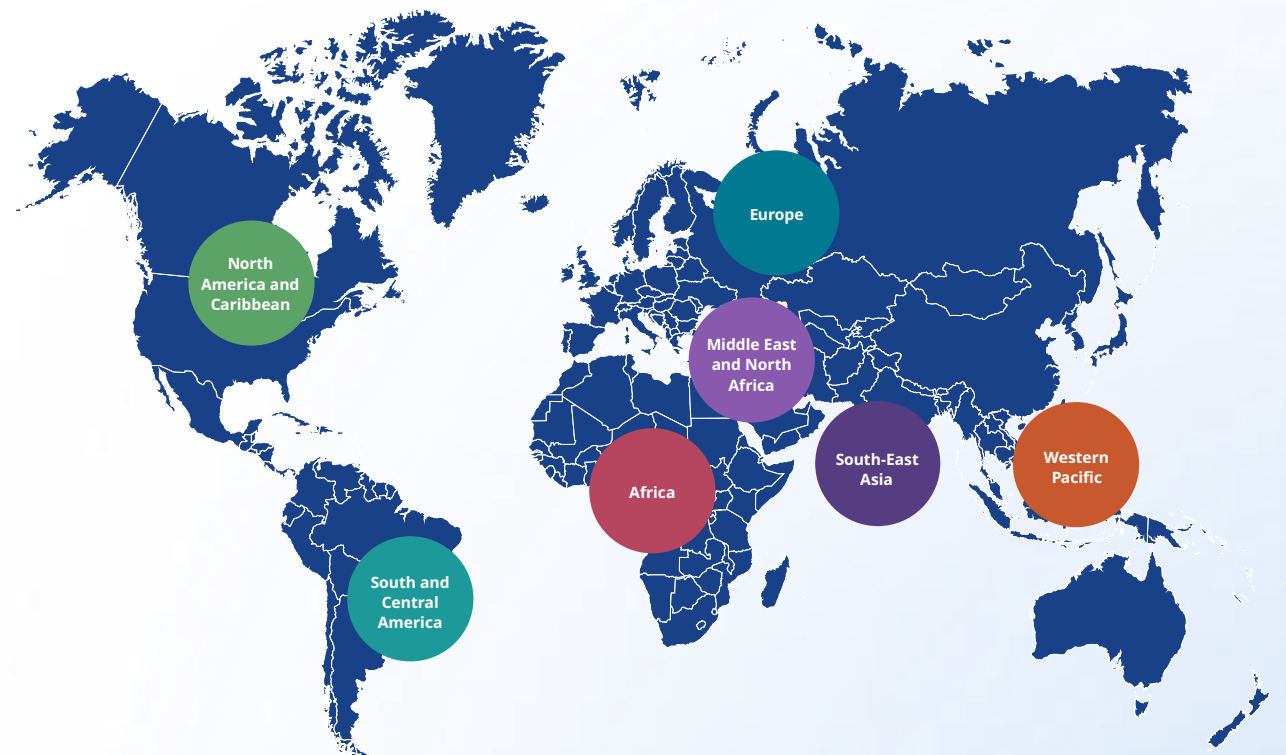 Europe
North
America and
Caribbean
Middle East
and North
Africa
South-East
Asia
Western
Pacific
Africa
South and
Central
America